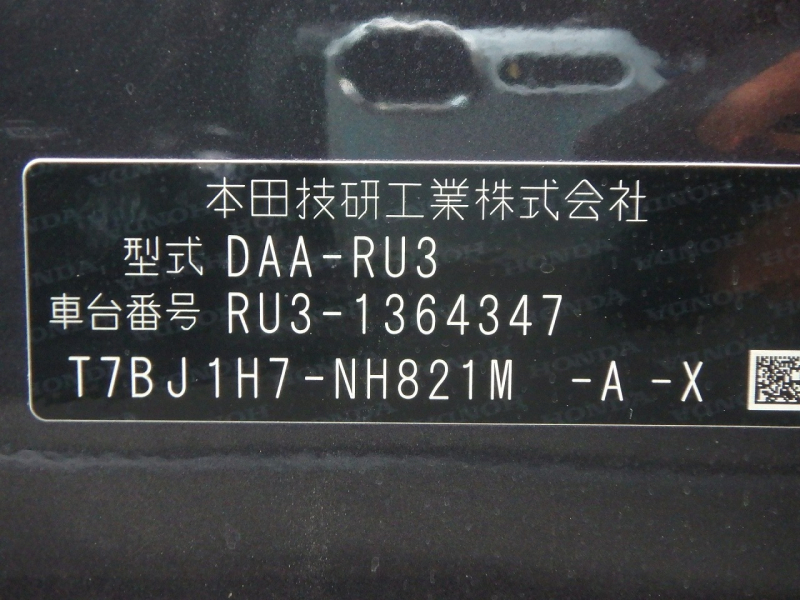 本田技研工業株式会社
型式 DAA-RU3
車台番号 RU3-1364347
T7BJ1H7-NH821M -A -X